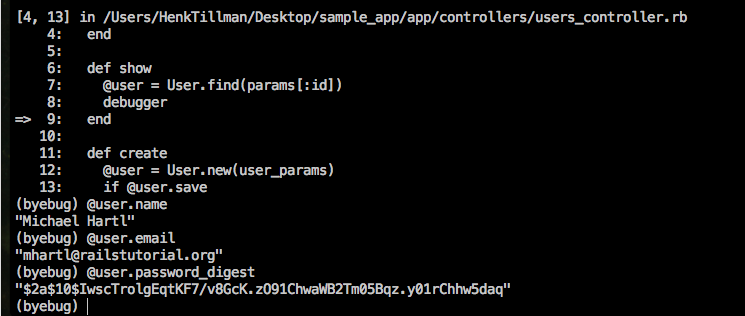 [4, 13] in /Users/HenkTillman/Desktop/sample_app/app/controllers/users_controller.rb
    4:   end
    5:
    6:   def show
    7:     @user = User.find(params[:id])
    8:     debugger
=>  9:   end
   10:
   11:   def create
   12:     @user = User.new(user_params)
   13:     if @user.save
(byebug) @user.name
"Michael Hartl"
(byebug) @user.email
"mhartl@railstutorial.org"
(byebug) @user.password_digest
"$2a$10$IwscTrolgEqtKF7/v8GcK.zO91ChwaWB2Tm05Bqz.y01rChhw5daq"
(byebug)